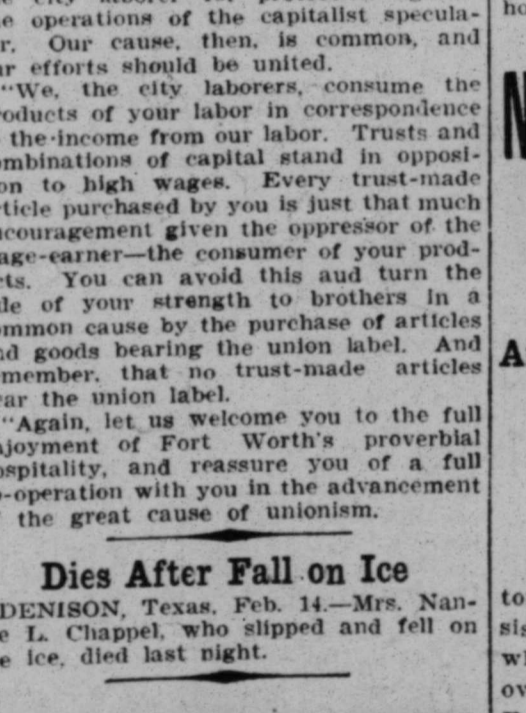 e operations of the capitalist specula-
r. Our cause, then, is common, and
r efforts should be united.
"We, the city laborers, consume the
oducts of your labor in correspondence
the income from our labor. Trusts and
mbinations of capital stand in opposi-
on to high wages. Every trust-made
ticle purchased by you is just that much
couragement given the oppressor of the
age-earner—the consumer of your prod-
cts. You can avoid this aud turn the
de of your strength to brothers in a
ommon cause by the purchase of articles
nd goods bearing the union label. And
member, that no trust-made articles
ar the union label.
"Again, let us welcome you to the full
joyment of Fort Worth's proverbial
ospitality, and reassure you of a full
-operation with you in the advancement
the great cause of unionism.
Dies After Fall on Ice
DENISON, Texas, Feb. 14.—Mrs. Nan-
e L. Chappel, who slipped and fell on
e ice, died last night.
ho
N
A
to
sis
wh
ov